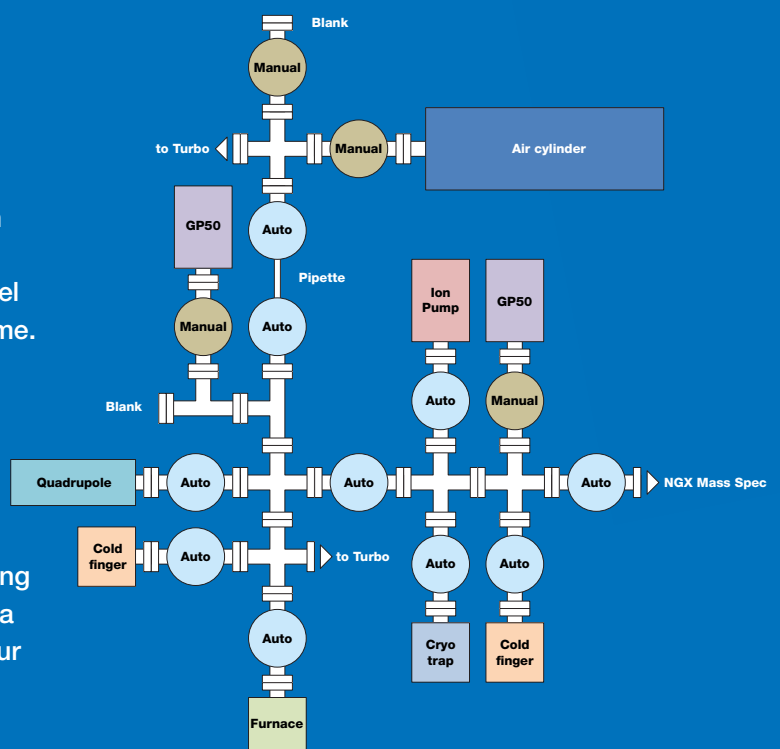 Blank
Manual
to Turbo
Manual
Air cylinder
GP50
Auto
Pipette
el
me.
Manual
Auto
Ion
Pump
GP50
Blank
Auto
Manual
Quadrupole
Auto
Auto
Auto
NGX Mass Spec
Cold
finger
Auto
to Turbo
Auto
Auto
ng
a
ur
Auto
Cryo
trap
Cold
finger
Furnace